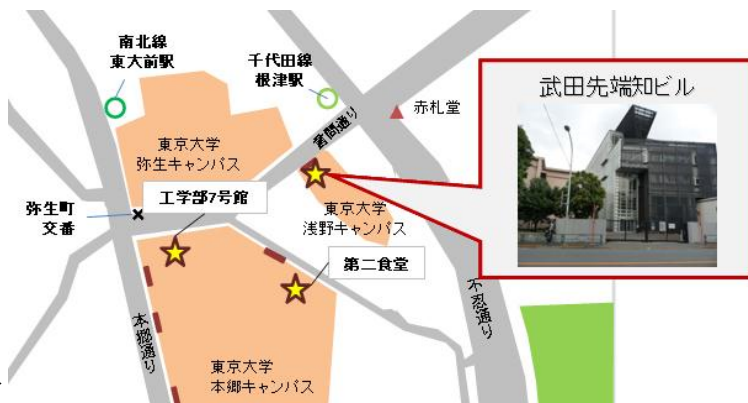 南北線
東大前駅
千代田線
根津駅
武田先端知ビル
赤札堂
言問通り
東京大学
弥生キャンパス
工学部7号館
東京大学
浅野キャンパス
弥生町
交番
第二食堂
不忍通り
本郷通り
東京大学
本郷キャンパス